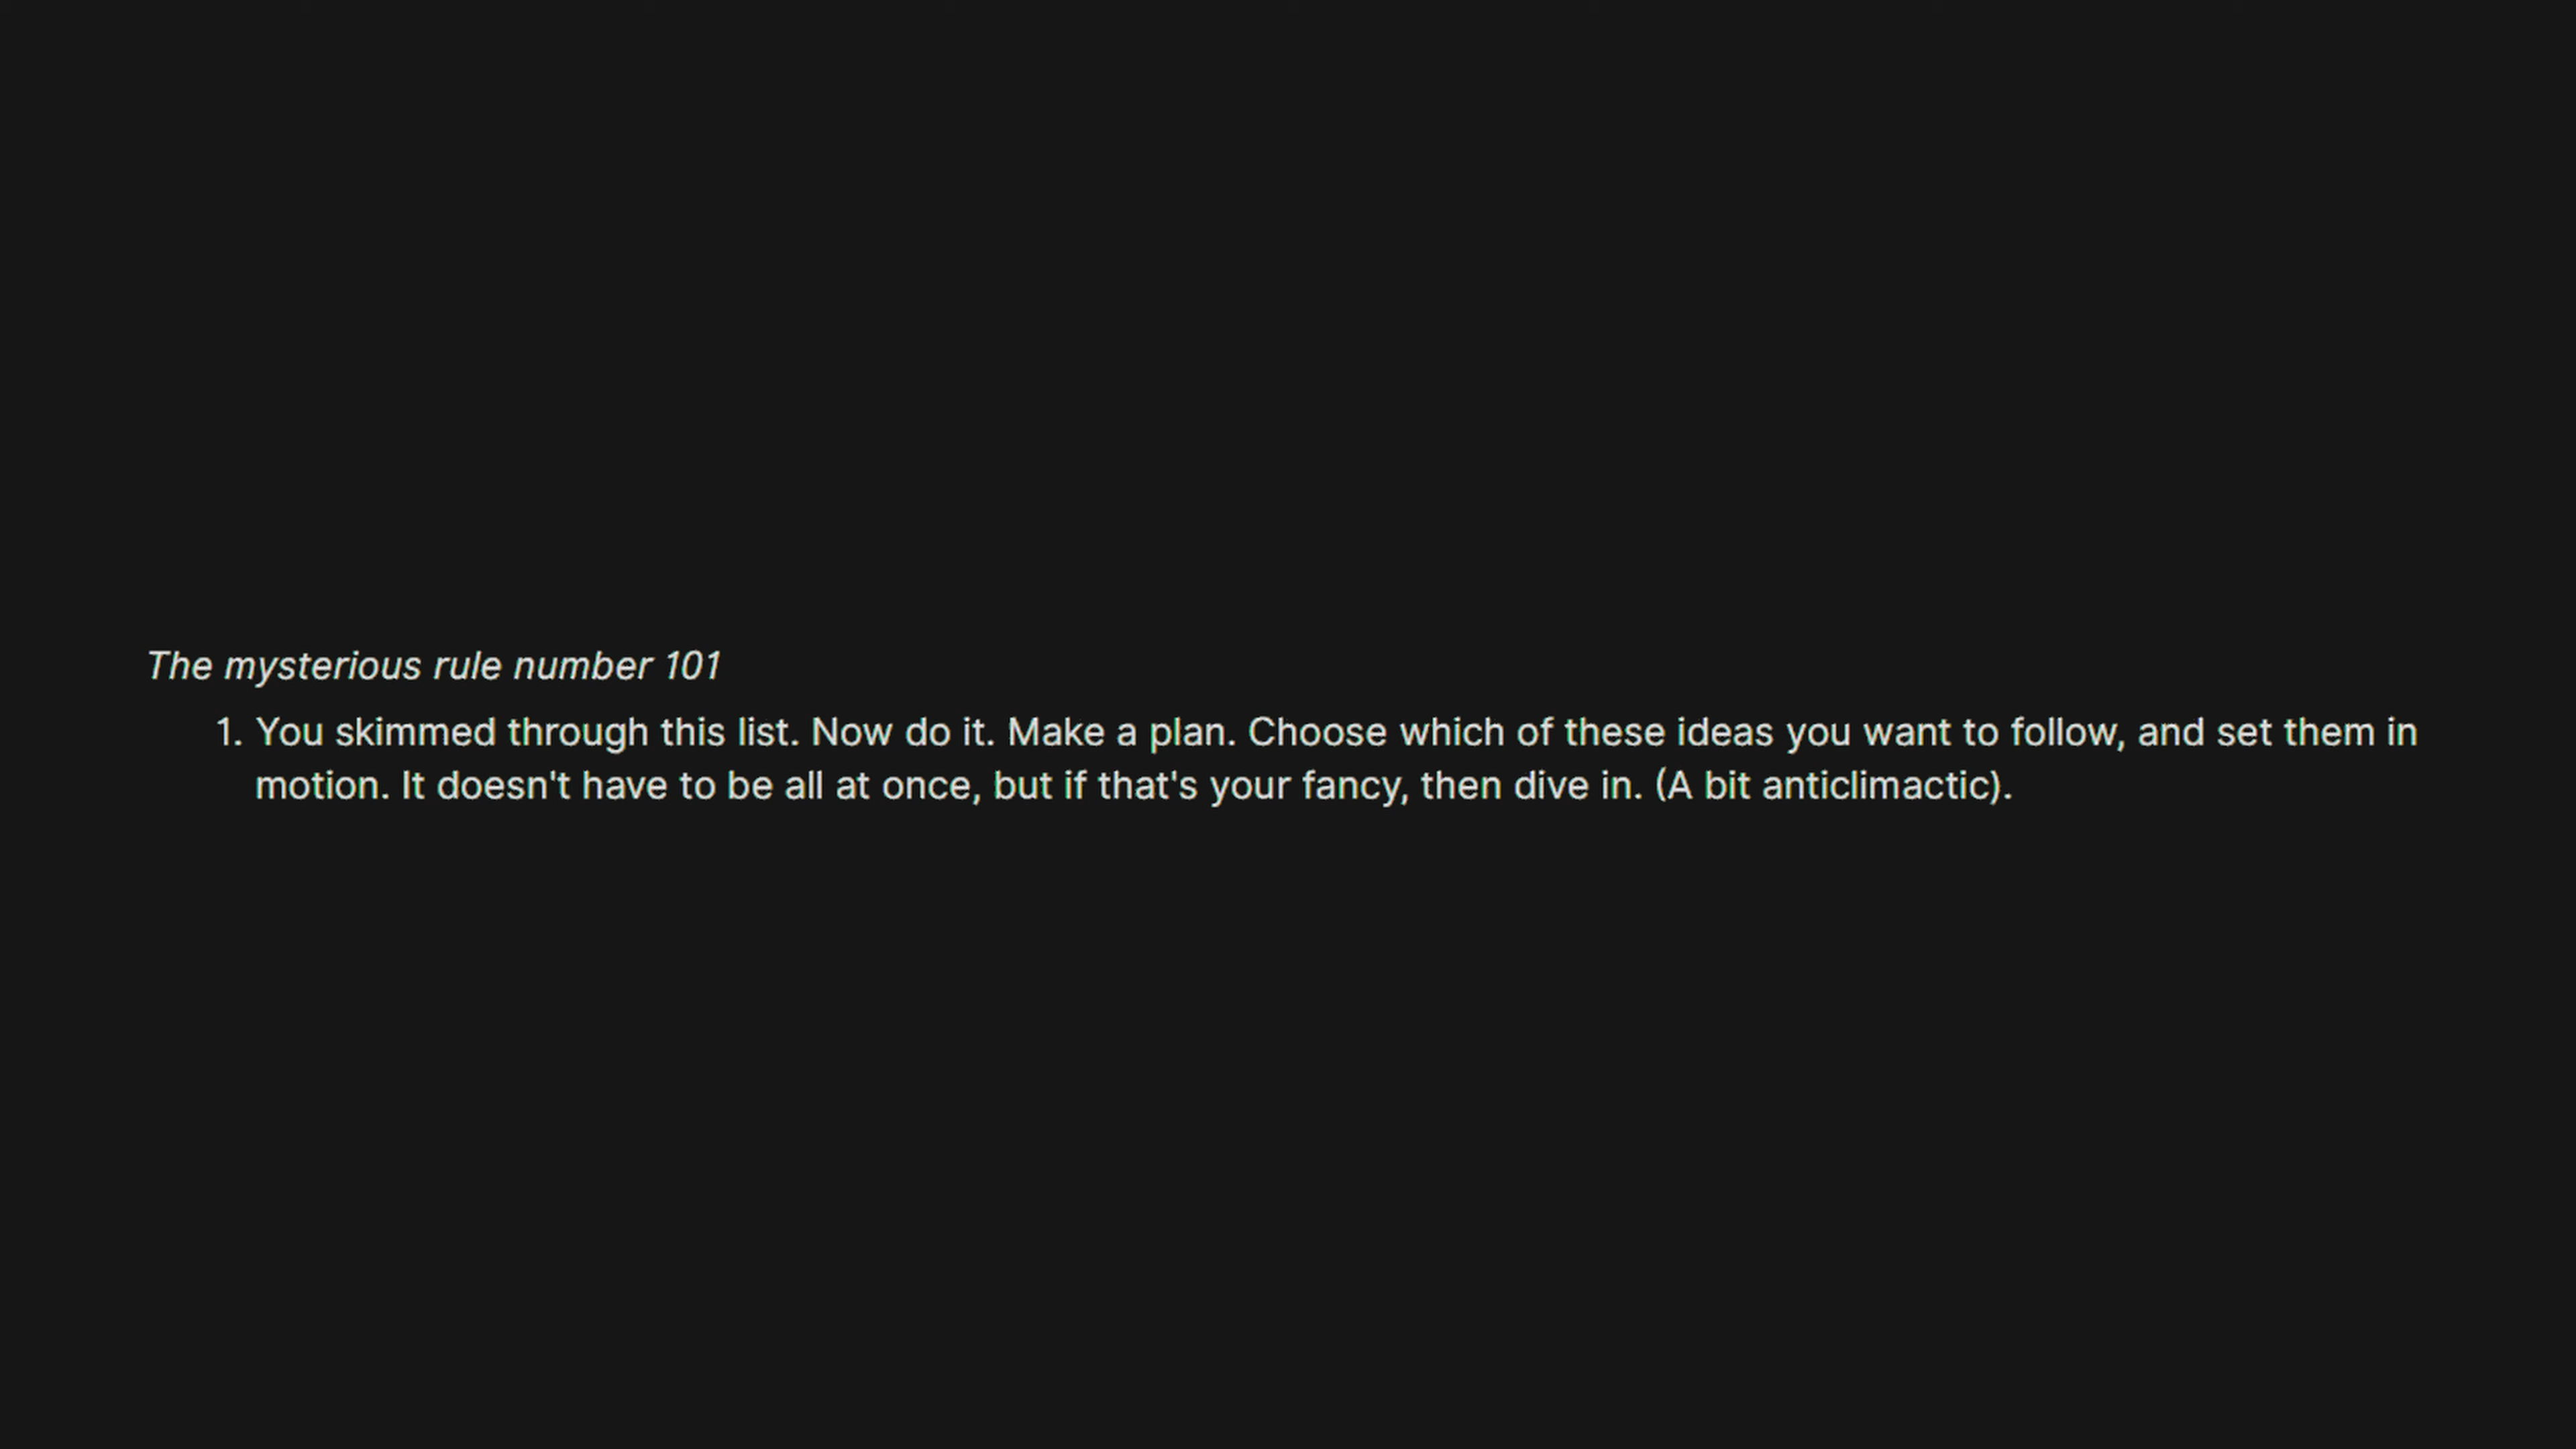 The mysterious rule number 101
1. You skimmed through this list. Now do it. Make a plan. Choose which of these ideas you want to follow, and set them in
motion. It doesn't have to be all at once, but if that's your fancy, then dive in. (A bit anticlimactic).